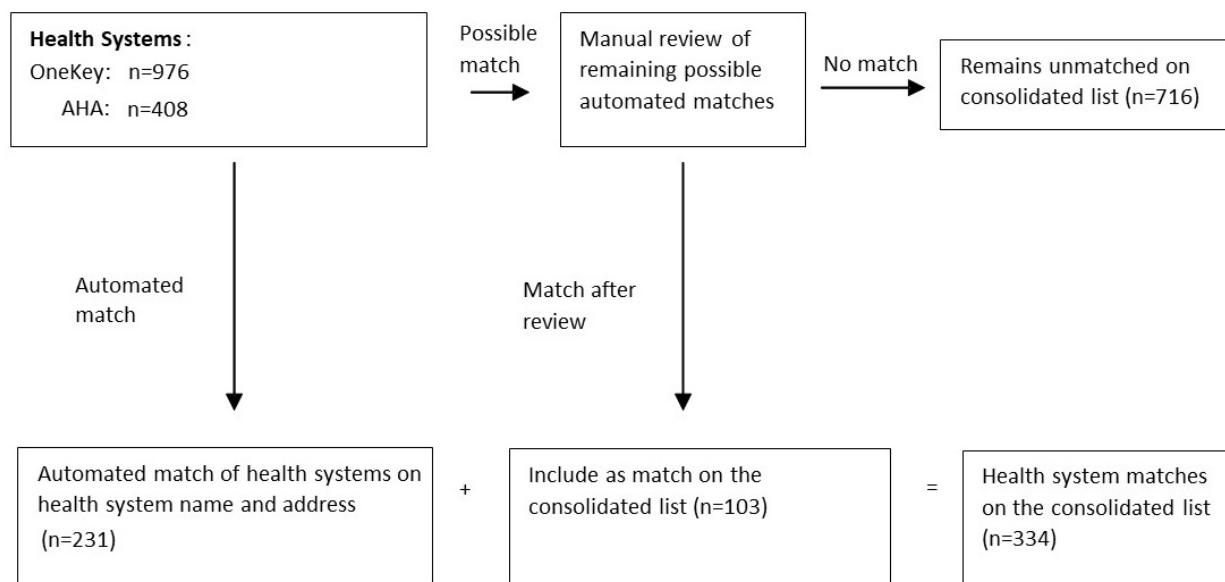 Health Systems:
OneKey: n=976
AHA: n=408
Possible
match
Manual review of
remaining possible
automated matches
No match
Remains unmatched on
consolidated list (n=716)
Automated
match
Match after
review
Automated match of health systems on
health system name and address
(n=231)
+
Include as match on the
consolidated list (n=103)
=
Health system matches
on the consolidated list
(n=334)